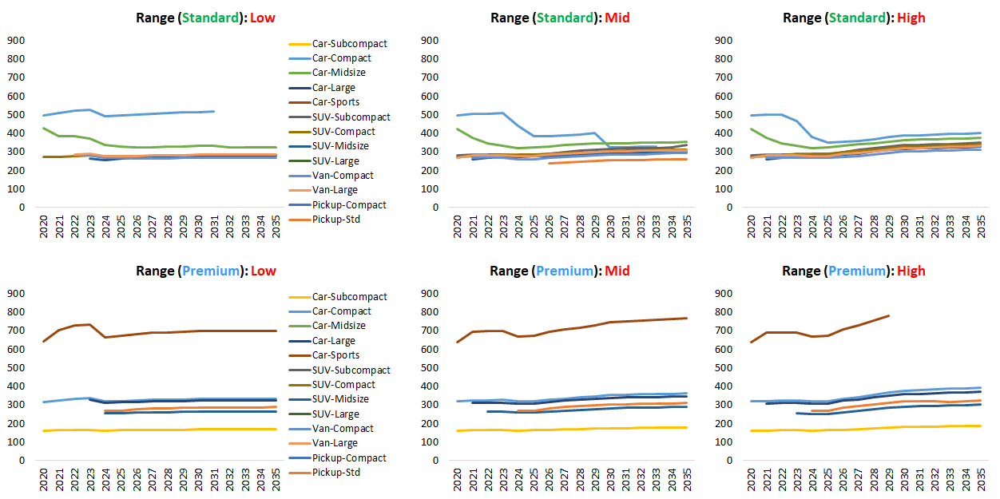 Range (Standard): Low
900
800
700
600
500
400
300
200
100
0
2020 2021 2022 2023 2024 2025 2026 2027 2028 2029 2030 2031 2032 2033 2034 2035
Car-Subcompact
Car-Compact
Car-Midsize
Car-Large
Car-Sports
SUV-Subcompact
SUV-Compact
SUV-Midsize
SUV-Large
Van-Compact
Van-Large
Pickup-Compact
Pickup-Std
Range (Standard): Mid
900
800
700
600
500
400
300
200
100
0
2020 2021 2022 2023 2024 2025 2026 2027 2028 2029 2030 2031 2032 2033 2034 2035
Range (Standard): High
900
800
700
600
500
400
300
200
100
0
2020 2021 2022 2023 2024 2025 2026 2027 2028 2029 2030 2031 2032 2033 2034 2035
Range (Premium): Low
900
800
700
600
500
400
300
200
100
0
2020 2021 2022 2023 2024 2025 2026 2027 2028 2029 2030 2031 2032 2033 2034 2035
Car-Subcompact
Car-Compact
Car-Midsize
Car-Large
Car-Sports
SUV-Subcompact
SUV-Compact
SUV-Midsize
SUV-Large
Van-Compact
Van-Large
Pickup-Compact
Pickup-Std
Range (Premium): Mid
900
800
700
600
500
400
300
200
100
0
2020 2021 2022 2023 2024 2025 2026 2027 2028 2029 2030 2031 2032 2033 2034 2035
Range (Premium): High
900
800
700
600
500
400
300
200
100
0
2020 2021 2022 2023 2024 2025 2026 2027 2028 2029 2030 2031 2032 2033 2034 2035